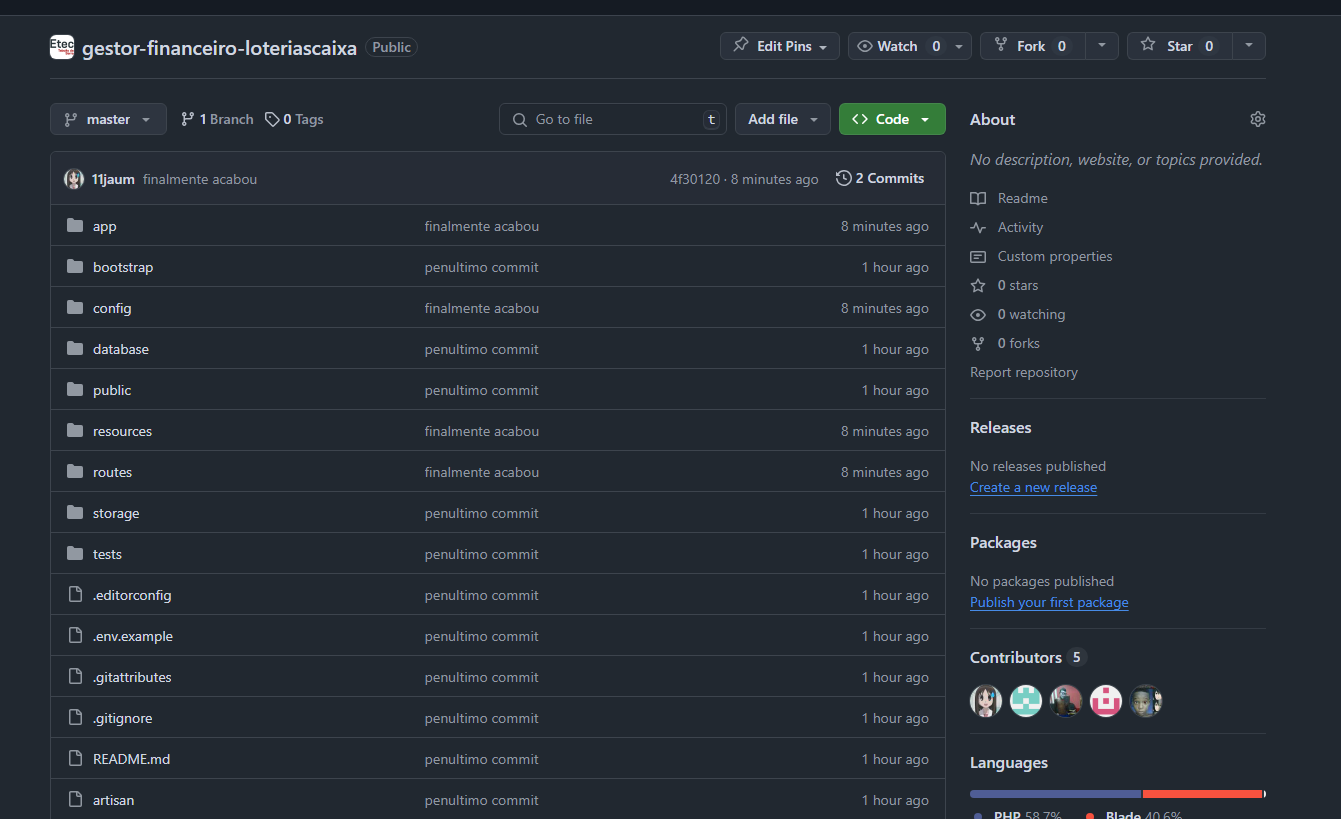 Etec
gestor-financeiro-loteriascaixa Public
Edit Pins Watch 0 Fork 0 Star 0
master 1 Branch 0 Tags Go to file t Add file Code
11jaum finalmente acabou 4f30120 · 8 minutes ago 2 Commits
app finalmente acabou 8 minutes ago
bootstrap penultimo commit 1 hour ago
config finalmente acabou 8 minutes ago
database penultimo commit 1 hour ago
public penultimo commit 1 hour ago
resources finalmente acabou 8 minutes ago
routes finalmente acabou 8 minutes ago
storage penultimo commit 1 hour ago
tests penultimo commit 1 hour ago
.editorconfig penultimo commit 1 hour ago
.env.example penultimo commit 1 hour ago
.gitattributes penultimo commit 1 hour ago
.gitignore penultimo commit 1 hour ago
README.md penultimo commit 1 hour ago
artisan penultimo commit 1 hour ago
About
No description, website, or topics provided.
Readme
Activity
Custom properties
0 stars
0 watching
0 forks
Report repository
Releases
No releases published
Create a new release
Packages
No packages published
Publish your first package
Contributors 5
Languages
PHP 58.7% Blade 40.6%